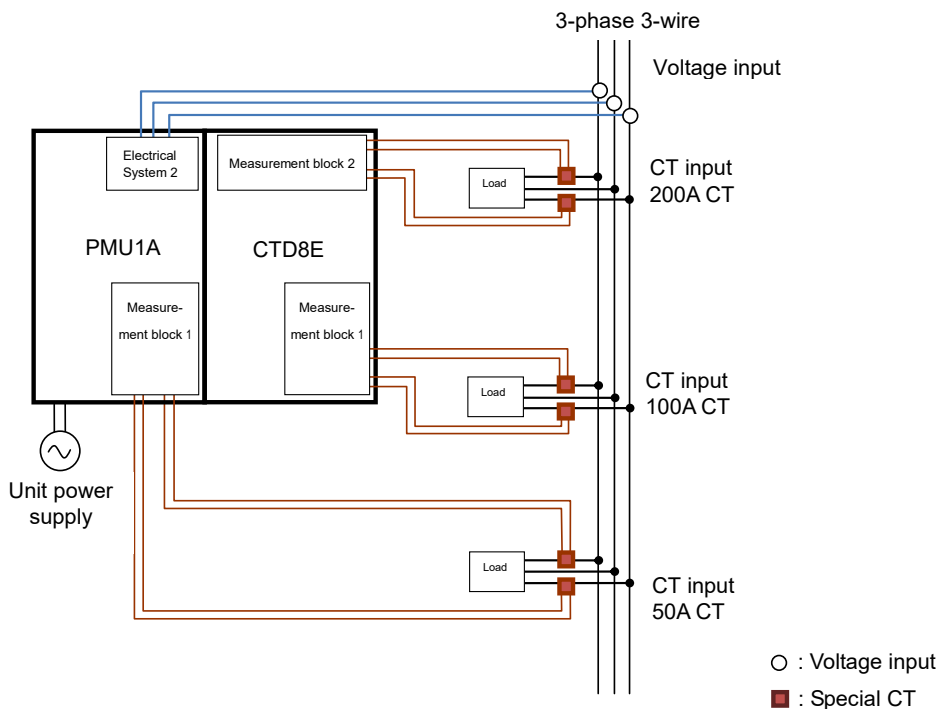 3-phase 3-wire
Voltage input
Electrical
System 2
Measurement block 2
Load
CT input
200A CT
PMU1A
CTD8E
Measure-
ment block 1
Measure-
ment block 1
Load
CT input
100A CT
Unit power
supply
Load
CT input
50A CT
: Voltage input
: Special CT